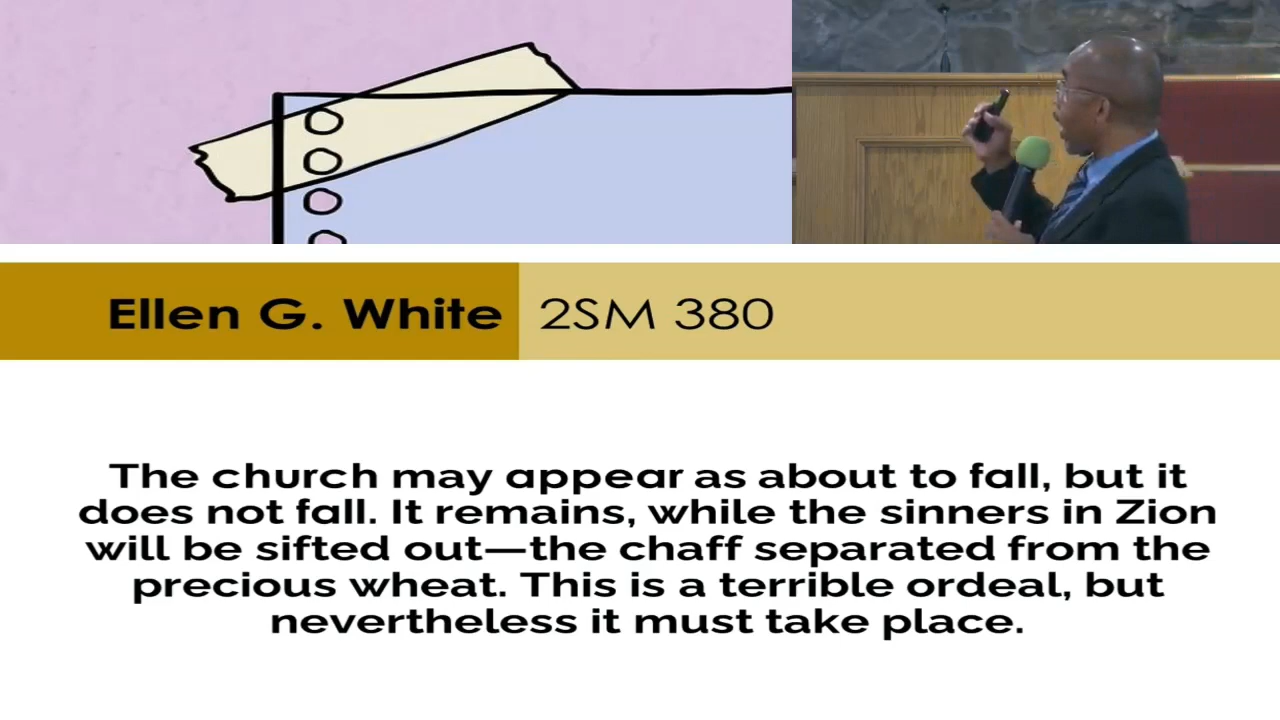 Ellen G. White 2SM 380
The church may appear as about to fall, but it
does not fall. It remains, while the sinners in Zion
will be sifted out—the chaff separated from the
precious wheat. This is a terrible ordeal, but
nevertheless it must take place.